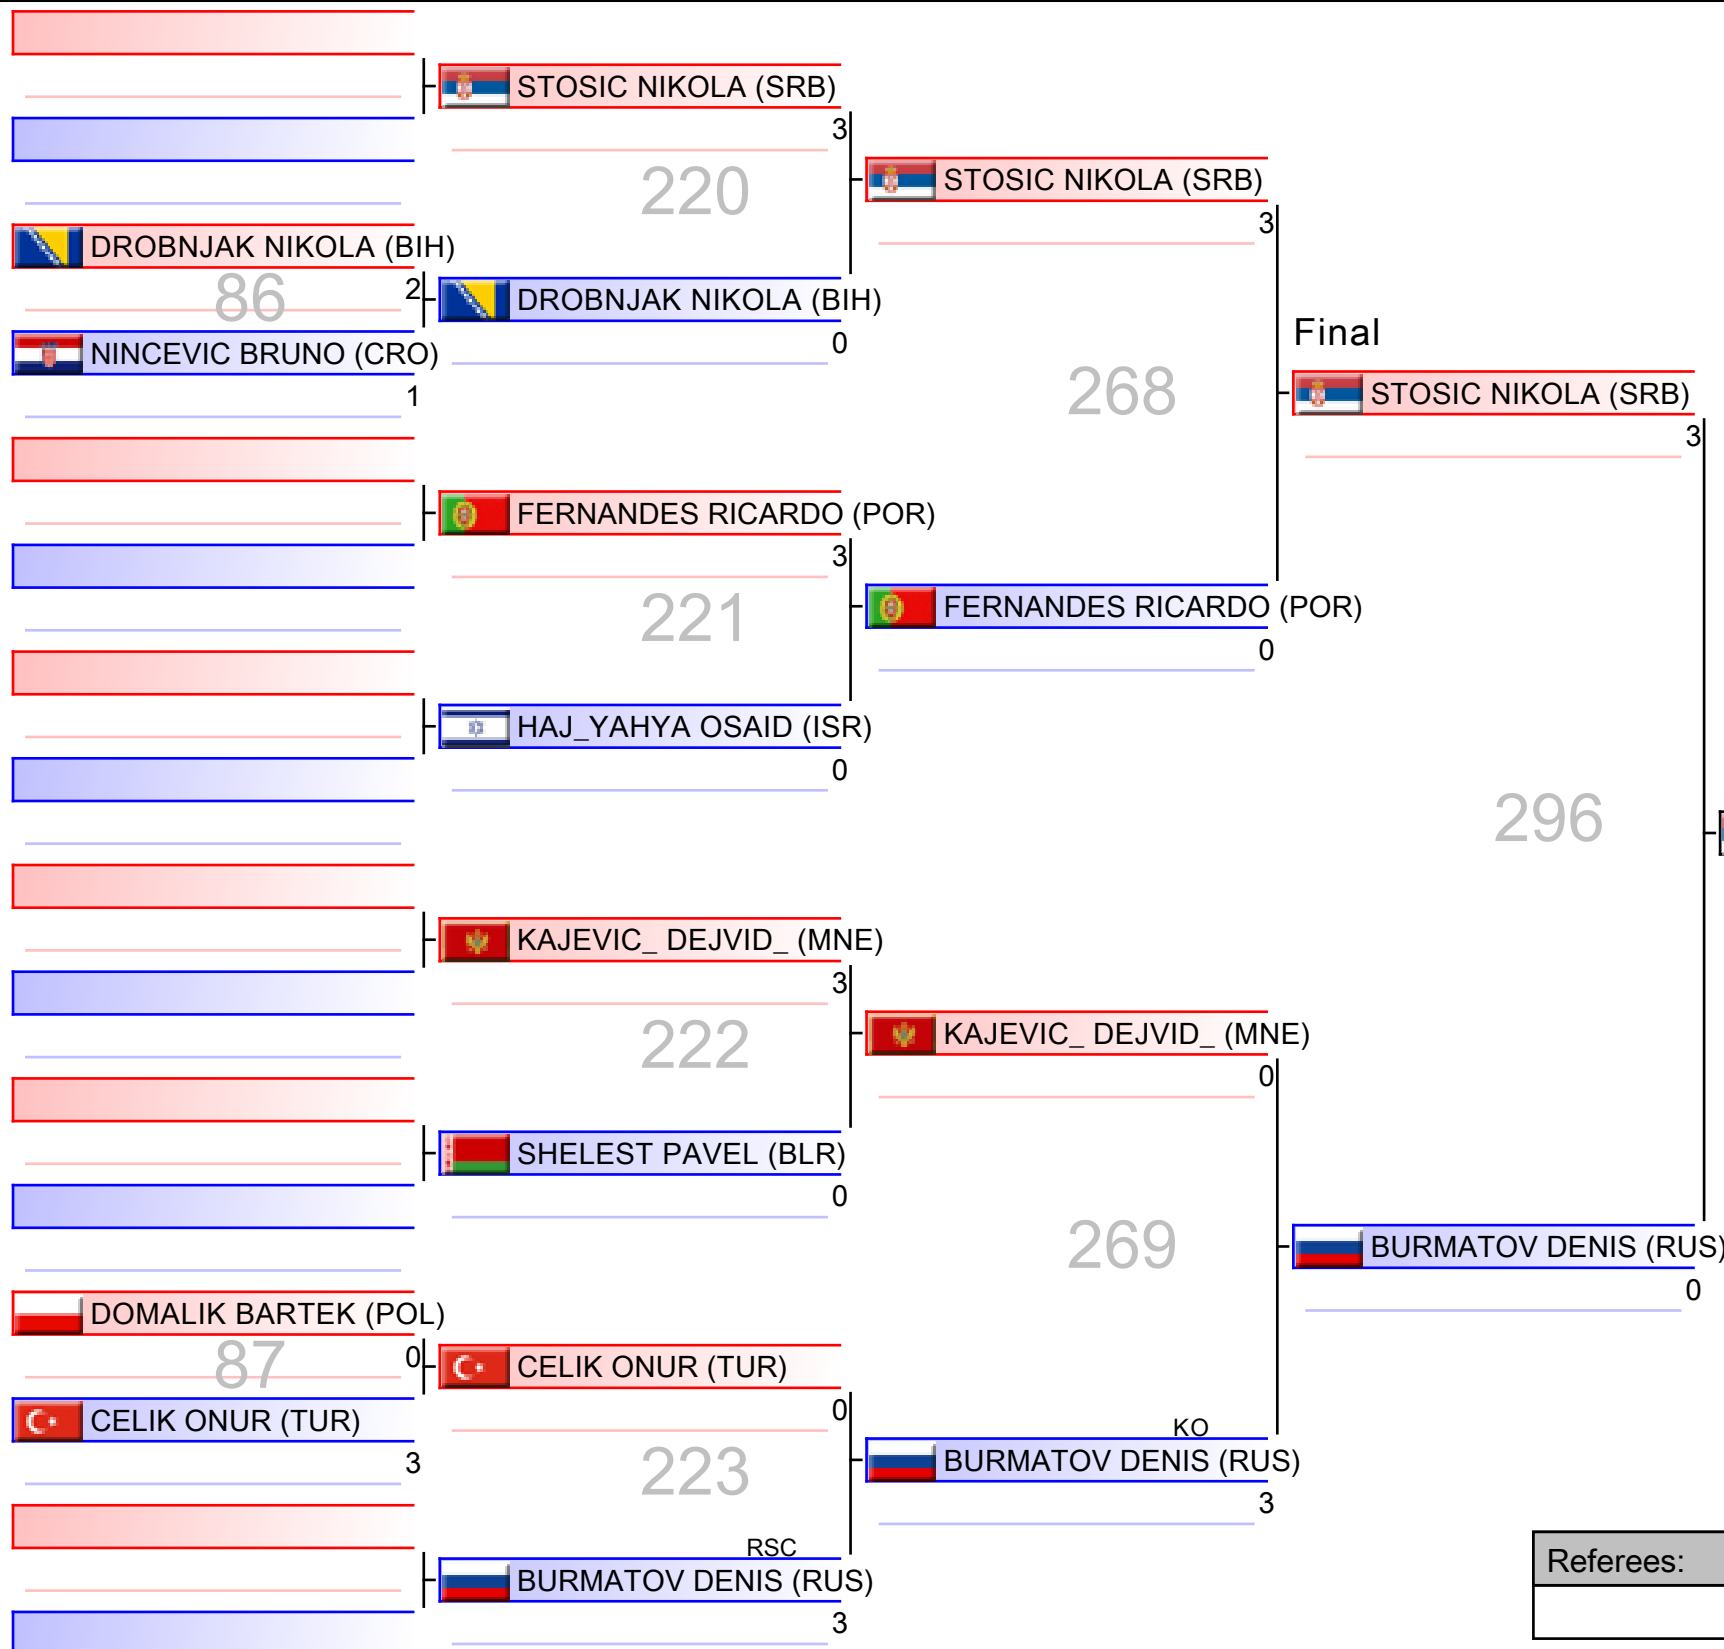 STOSIC NIKOLA (SRB)
3
220
STOSIC NIKOLA (SRB)
3
DROBNJAK NIKOLA (BIH)
86
2
DROBNJAK NIKOLA (BIH)
0
NINCEVIC BRUNO (CRO)
1
268
Final
STOSIC NIKOLA (SRB)
3
FERNANDES RICARDO (POR)
3
221
FERNANDES RICARDO (POR)
0
HAJ_YAHYA OSAID (ISR)
0
296
KAJEVIC_ DEJVID_ (MNE)
3
222
KAJEVIC_ DEJVID_ (MNE)
0
SHELEST PAVEL (BLR)
0
269
BURMATOV DENIS (RUS)
0
DOMALIK BARTEK (POL)
87
0
CELIK ONUR (TUR)
0
CELIK ONUR (TUR)
3
223
KO
BURMATOV DENIS (RUS)
3
RSC
BURMATOV DENIS (RUS)
3
Referees: